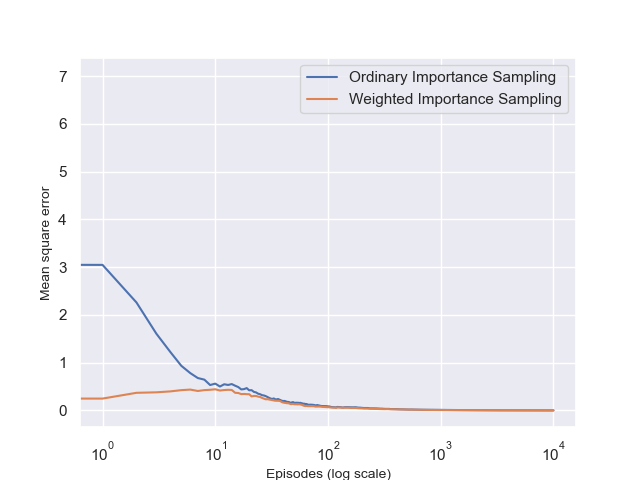 Ordinary Importance Sampling
Weighted Importance Sampling
7
6
5
4
3
2
1
0
Mean square error
10^0 10^1 10^2 10^3 10^4
Episodes (log scale)